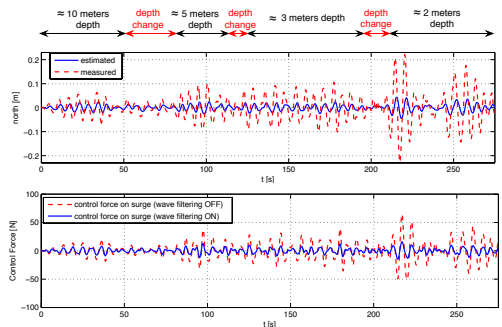 ≈ 10 meters depth
depth change
≈ 5 meters depth
depth change
≈ 3 meters depth
depth change
≈ 2 meters depth
north [m]
0.2
0.1
0
-0.1
-0.2
estimated
measured
0 50 100 150 200 250
t [s]
Control Force [N]
100
50
0
-50
-100
control force on surge (wave filtering OFF)
control force on surge (wave filtering ON)
0 50 100 150 200 250
t [s]